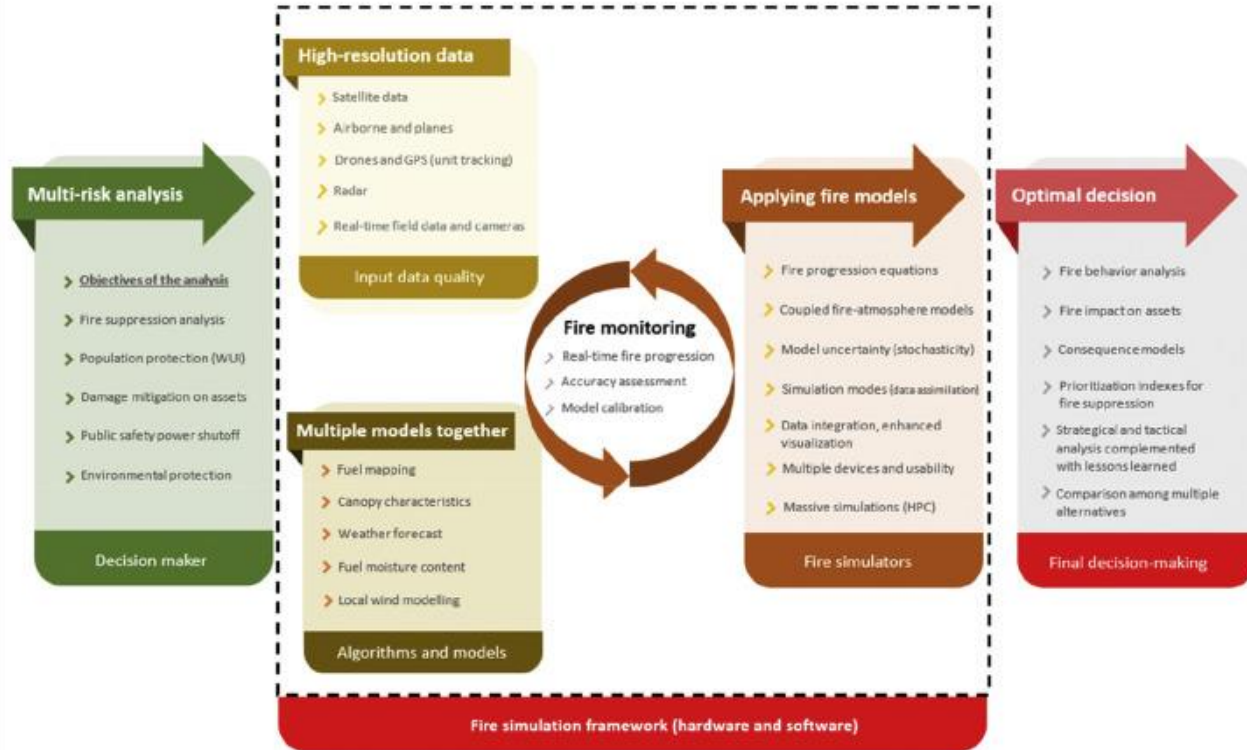 Multi-risk analysis
Objectives of the analysis
Fire suppression analysis
Population protection (WUI)
Damage mitigation on assets
Public safety power shutoff
Environmental protection
Decision maker
High-resolution data
Satellite data
Airborne and planes
Drones and GPS (unit tracking)
Radar
Real-time field data and cameras
Input data quality
Multiple models together
Fuel mapping
Canopy characteristics
Weather forecast
Fuel moisture content
Local wind modelling
Algorithms and models
Fire monitoring
Real-time fire progression
Accuracy assessment
Model calibration
Applying fire models
Fire progression equations
Coupled fire-atmosphere models
Model uncertainty (stochasticity)
Simulation modes (data assimilation)
Data integration, enhanced
visualization
Multiple devices and usability
Massive simulations (HPC)
Fire simulators
Optimal decision
Fire behavior analysis
Fire impact on assets
Consequence models
Prioritization indexes for
fire suppression
Strategical and tactical
analysis complemented
with lessons learned
Comparison among multiple
alternatives
Final decision-making
Fire simulation framework (hardware and software)